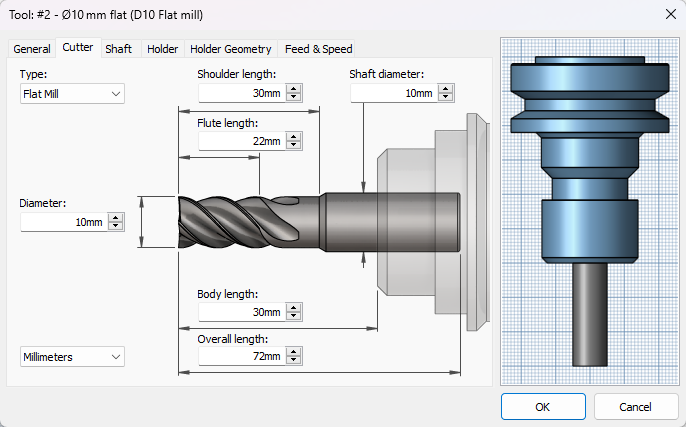 Tool: #2 - Ø10 mm flat (D10 Flat mill)
General Cutter Shaft Holder Holder Geometry Feed & Speed
Type:
Flat Mill
Shoulder length:
30mm
Shaft diameter:
10mm
Flute length:
22mm
Diameter:
10mm
Body length:
30mm
Overall length:
72mm
Millimeters
OK Cancel